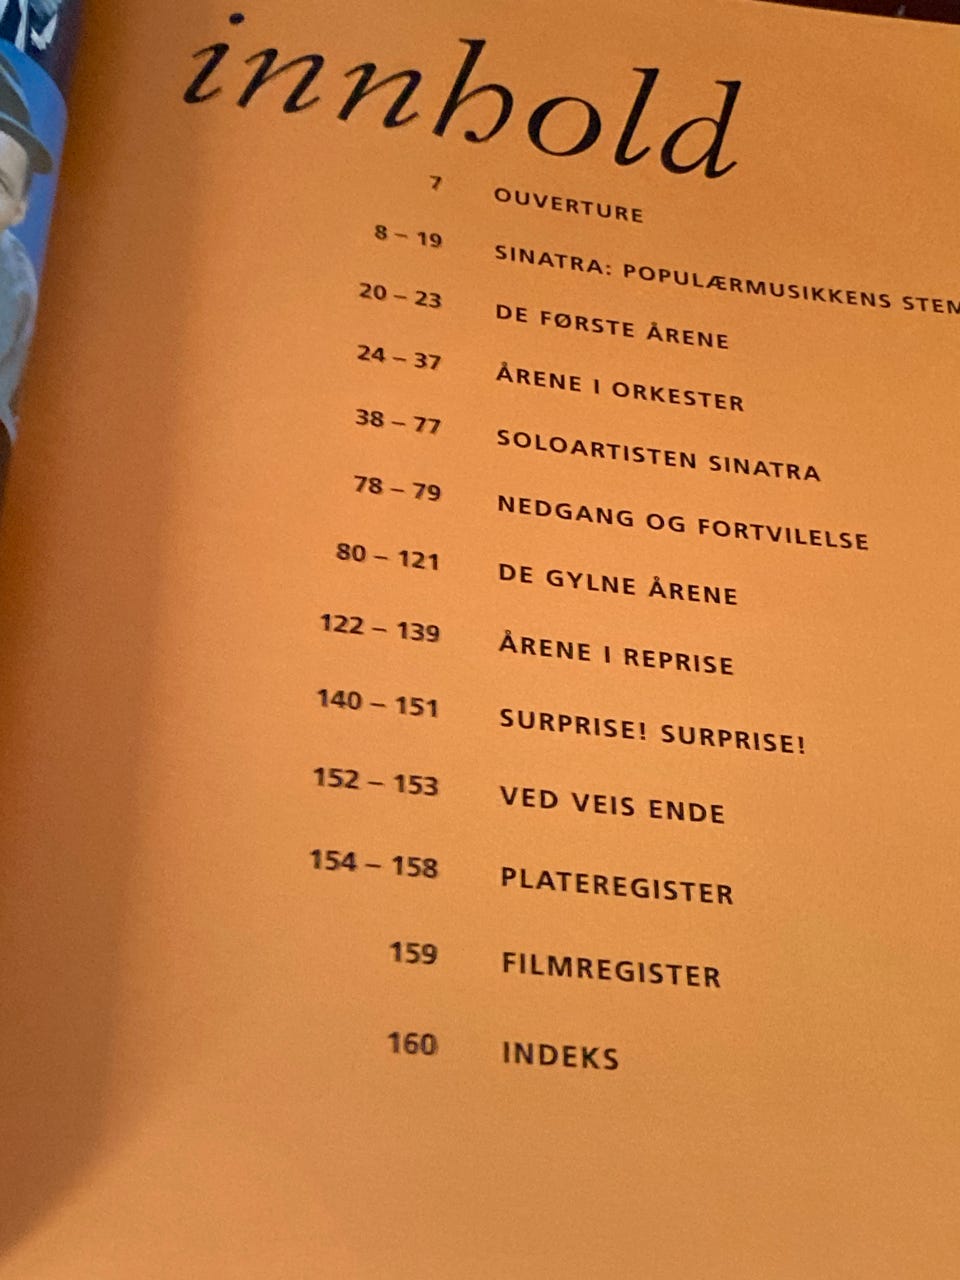 innhold
7 OUVERTURE
8 – 19 SINATRA: POPULÆRMUSIKKENS
20 – 23 DE FØRSTE ÅRENE
24 – 37 ÅRENE I ORKESTER
38 – 77 SOLOARTISTEN SINATRA
78 – 79 NEDGANG OG FORTVILELSE
80 – 121 DE GYLNE ÅRENE
122 – 139 ÅRENE I REPRISE
140 – 151 SURPRISE! SURPRISE!
152 – 153 VED VEIS ENDE
154 – 158 PLATEREGISTER
159 FILMREGISTER
160 INDEKS